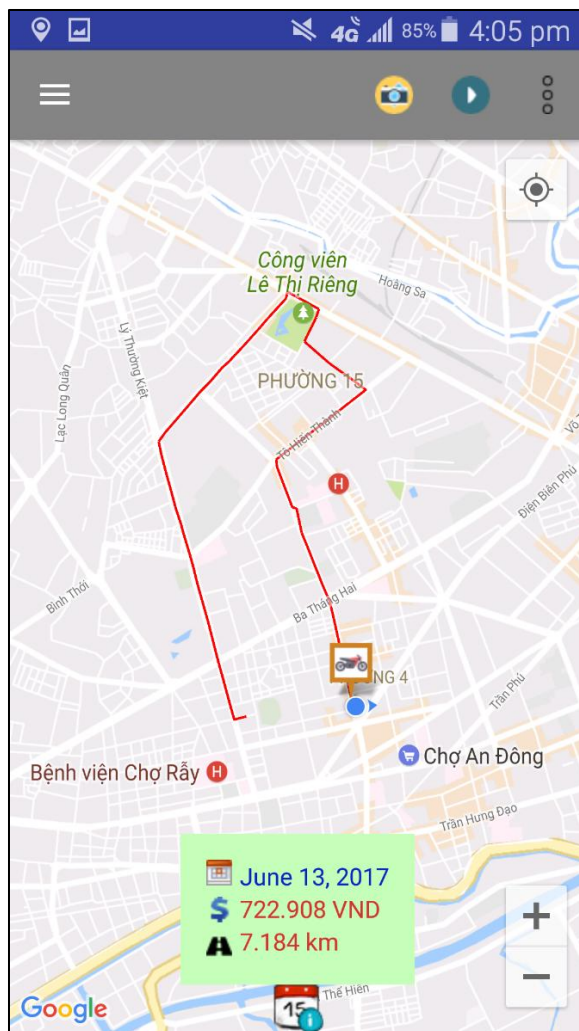 4G 85% 4:05 pm
Công viên
Lê Thị Riêng
Hoàng Sa
Lý Thường Kiệt
Lạc Long Quân
PHƯỜNG 15
Tô Hiến Thành
H
Điện Biên Phủ
Bình Thới
Ba Tháng Hai
NG 4
Trần Phú
Chợ An Đông
Bệnh viện Chợ Rẫy H
Trần Hưng Đạo
June 13, 2017
$ 722.908 VND
7.184 km
+
−
Thế Hiển
Google
15
i